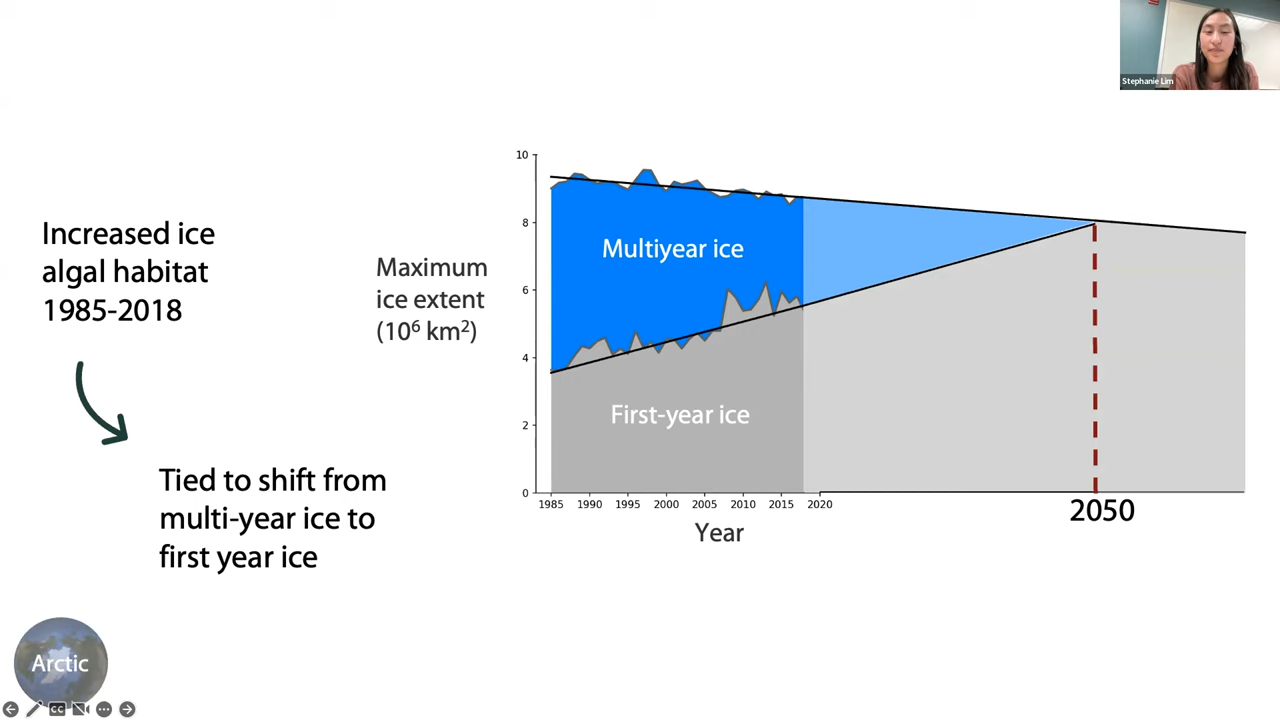 Stephanie Lim
Increased ice
algal habitat
1985-2018
Tied to shift from
multi-year ice to
first year ice
Maximum
ice extent
(10⁶ km²)
10
8
6
4
2
0
Multiyear ice
First-year ice
1985 1990 1995 2000 2005 2010 2015 2020
2050
Year
Arctic
CC